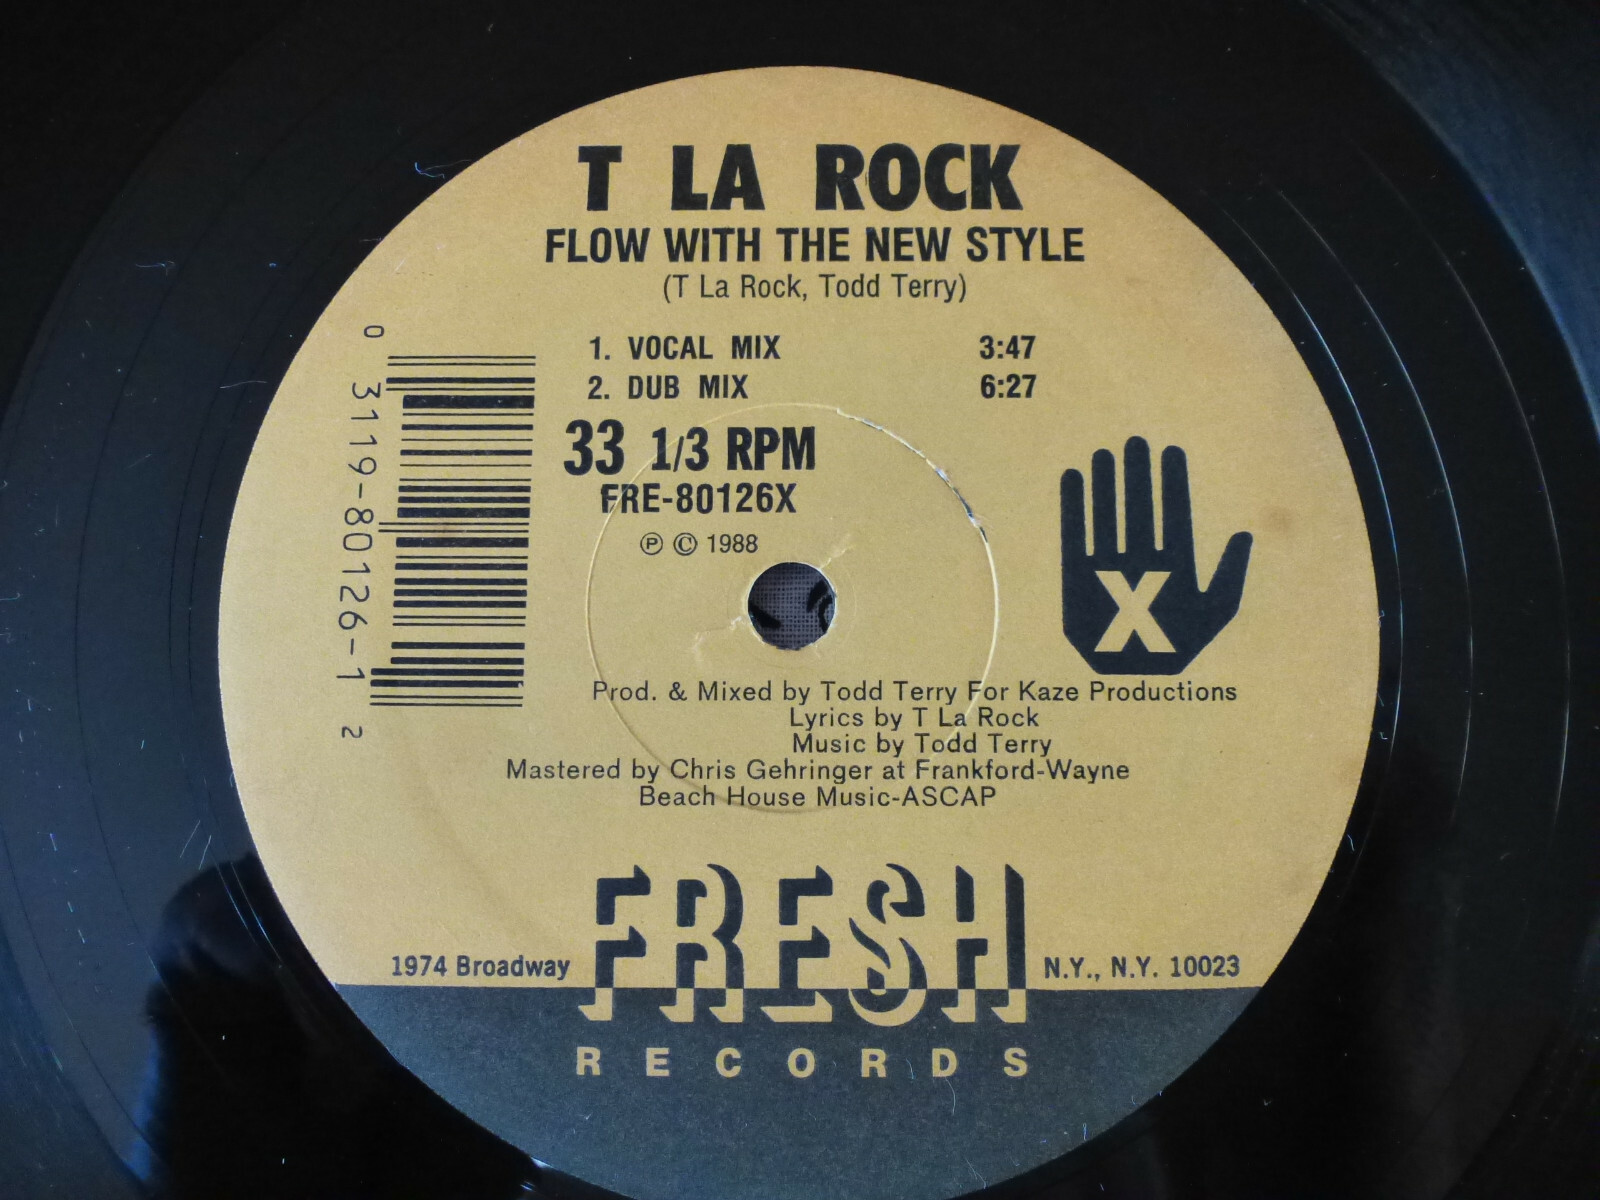 T LA ROCK
FLOW WITH THE NEW STYLE
(T La Rock, Todd Terry)
1. VOCAL MIX 3:47
2. DUB MIX 6:27
33 1/3 RPM
FRE-80126X
Ⓟ © 1988
0 3119-80126-1 2
X
Prod. & Mixed by Todd Terry For Kaze Productions
Lyrics by T La Rock
Music by Todd Terry
Mastered by Chris Gehringer at Frankford-Wayne
Beach House Music-ASCAP
1974 Broadway FRESH N.Y., N.Y. 10023
RECORDS